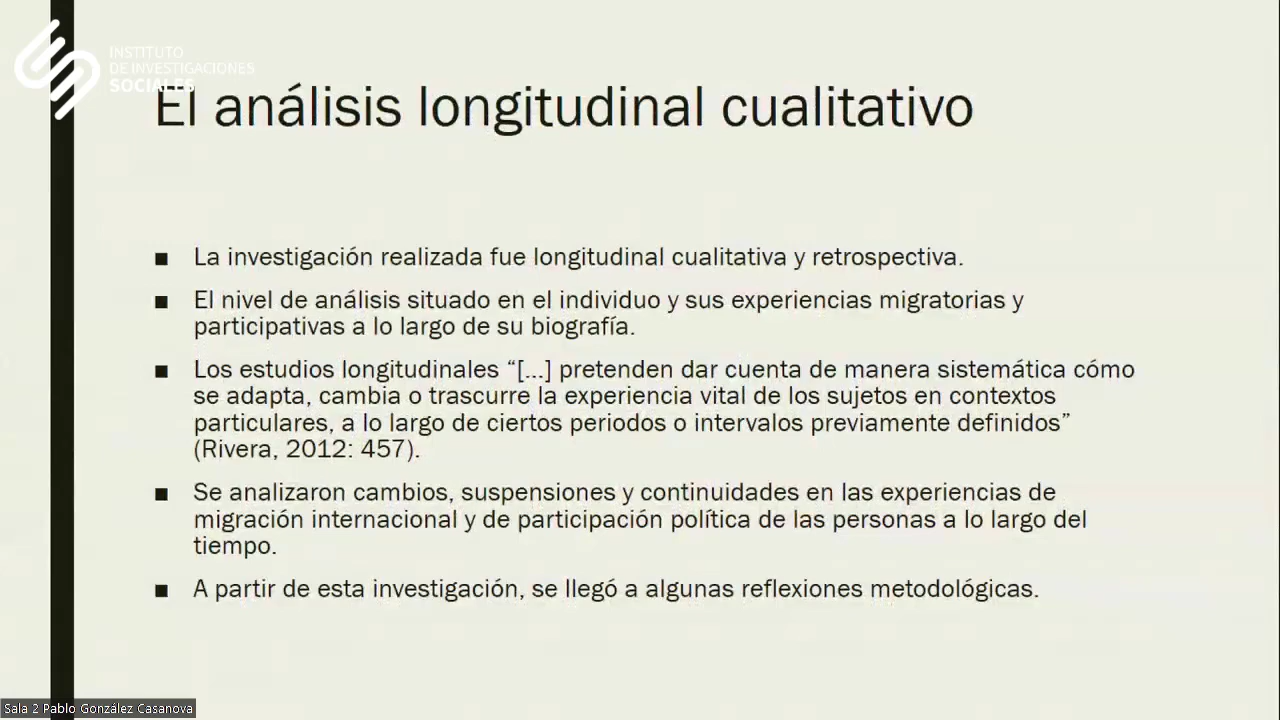 INSTITUTO
DE INVESTIGACIONES
SOCIALES
El análisis longitudinal cualitativo
■ La investigación realizada fue longitudinal cualitativa y retrospectiva.
■ El nivel de análisis situado en el individuo y sus experiencias migratorias y
participativas a lo largo de su biografía.
■ Los estudios longitudinales “[...] pretenden dar cuenta de manera sistemática cómo
se adapta, cambia o trascurre la experiencia vital de los sujetos en contextos
particulares, a lo largo de ciertos periodos o intervalos previamente definidos”
(Rivera, 2012: 457).
■ Se analizaron cambios, suspensiones y continuidades en las experiencias de
migración internacional y de participación política de las personas a lo largo del
tiempo.
■ A partir de esta investigación, se llegó a algunas reflexiones metodológicas.
Sala 2 Pablo González Casanova